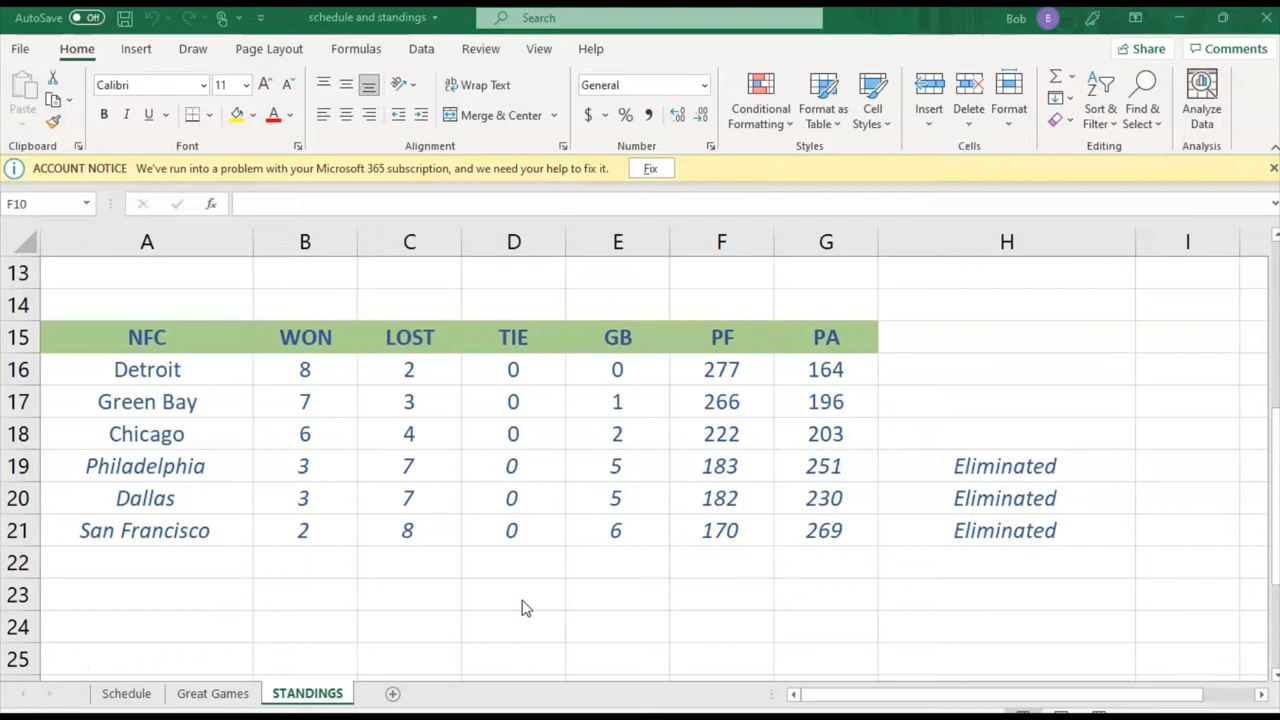 AutoSave Off schedule and standings Search Bob B
File Home Insert Draw Page Layout Formulas Data Review View Help Share Comments
Paste Calibri 11 B I U A Wrap Text Merge & Center General $ % Conditional Formatting Format as Table Cell Styles Insert Delete Format Sort & Filter Find & Select Analyze Data
Clipboard Font Alignment Number Styles Cells Editing Analysis
ACCOUNT NOTICE We've run into a problem with your Microsoft 365 subscription, and we need your help to fix it. Fix
F10 fx
A B C D E F G H I
13
14
15 NFC WON LOST TIE GB PF PA
16 Detroit 8 2 0 0 277 164
17 Green Bay 7 3 0 1 266 196
18 Chicago 6 4 0 2 222 203
19 Philadelphia 3 7 0 5 183 251 Eliminated
20 Dallas 3 7 0 5 182 230 Eliminated
21 San Francisco 2 8 0 6 170 269 Eliminated
22
23
24
25
Schedule Great Games STANDINGS